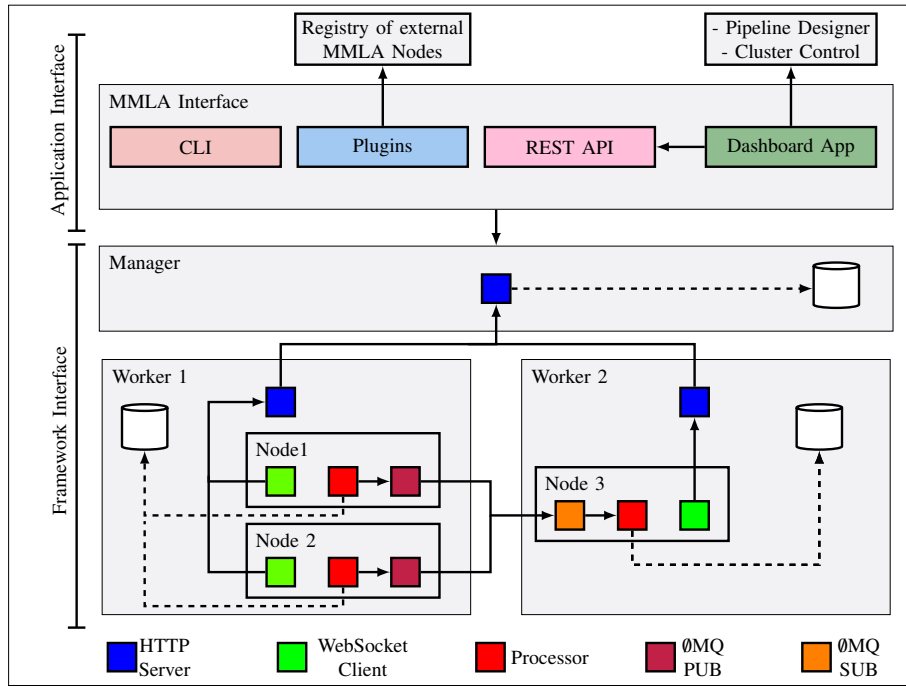 Registry of external
MMLA Nodes
- Pipeline Designer
- Cluster Control
Application Interface
MMLA Interface
CLI
Plugins
REST API
Dashboard App
Framework Interface
Manager
Worker 1
Node1
Node 2
Worker 2
Node 3
HTTP
Server
WebSocket
Client
Processor
ØMQ
PUB
ØMQ
SUB